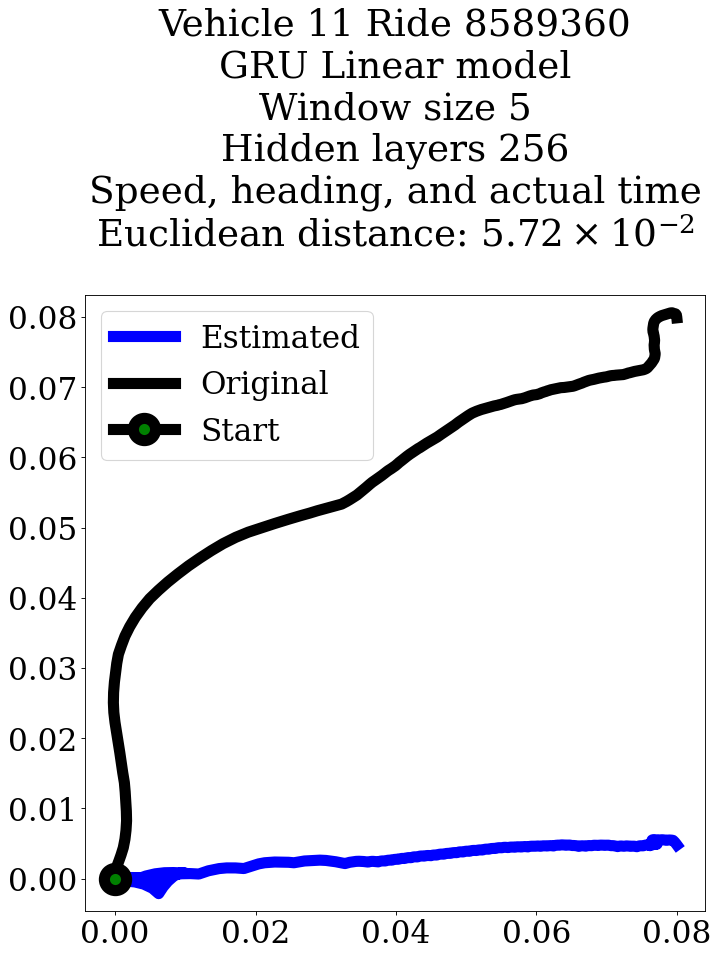 Vehicle 11 Ride 8589360
GRU Linear model
Window size 5
Hidden layers 256
Speed, heading, and actual time
Euclidean distance: 5.72 × 10⁻²
Estimated
Original
Start
0.08
0.07
0.06
0.05
0.04
0.03
0.02
0.01
0.00
0.00 0.02 0.04 0.06 0.08